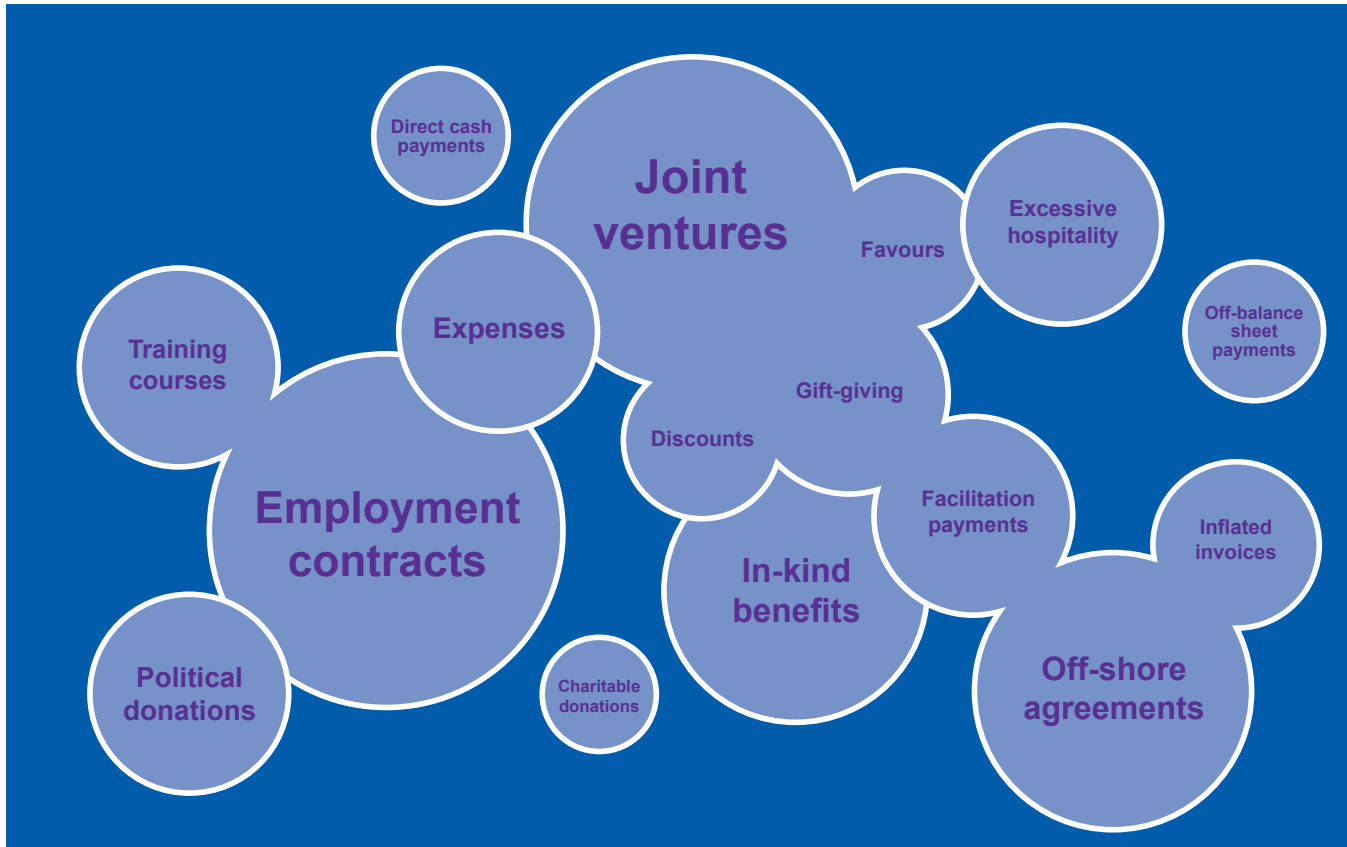 Direct cash
payments
Joint
ventures
Favours
Excessive
hospitality
Off-balance
sheet
payments
Expenses
Training
courses
Gift-giving
Discounts
Employment
contracts
Facilitation
payments
Inflated
invoices
In-kind
benefits
Political
donations
Charitable
donations
Off-shore
agreements